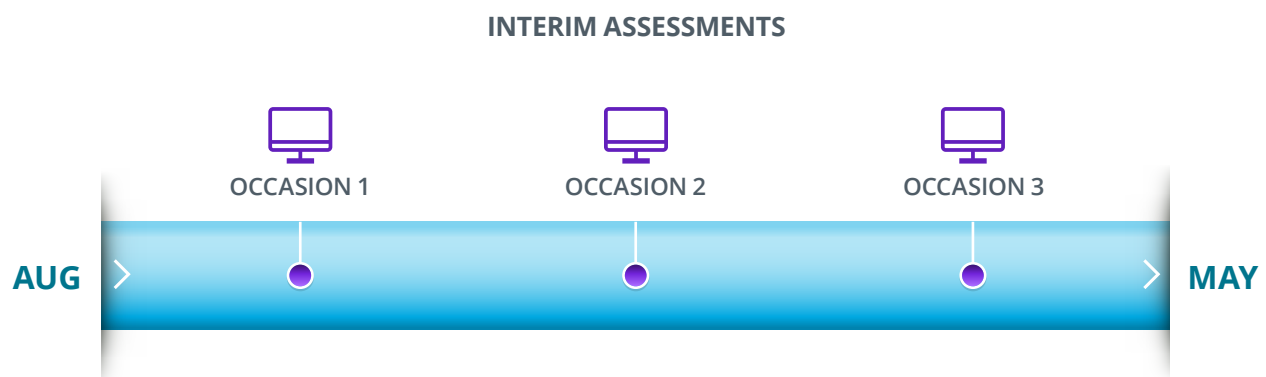 INTERIM ASSESSMENTS
OCCASION 1
OCCASION 2
OCCASION 3
AUG
MAY